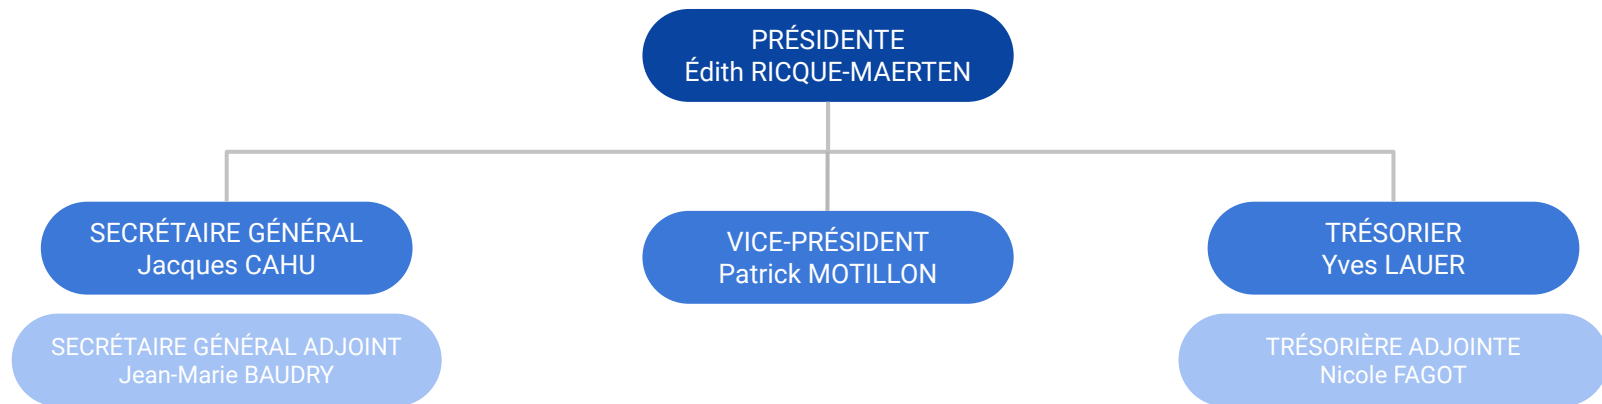 PRÉSIDENTE
Édith RICQUE-MAERTEN
SECRÉTAIRE GÉNÉRAL
Jacques CAHU
VICE-PRÉSIDENT
Patrick MOTILLON
TRÉSORIER
Yves LAUER
SECRÉTAIRE GÉNÉRAL ADJOINT
Jean-Marie BAUDRY
TRÉSORIÈRE ADJOINTE
Nicole FAGOT